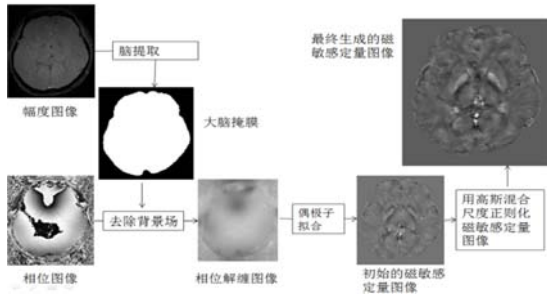 脑提取
幅度图像
大脑掩膜
最终生成的磁
敏感定量图像
去除背景场
相位图像
相位解缠图像
偶极子
拟合
初始的磁敏感
定量图像
用高斯混合
尺度正则化
磁敏感定量
图像